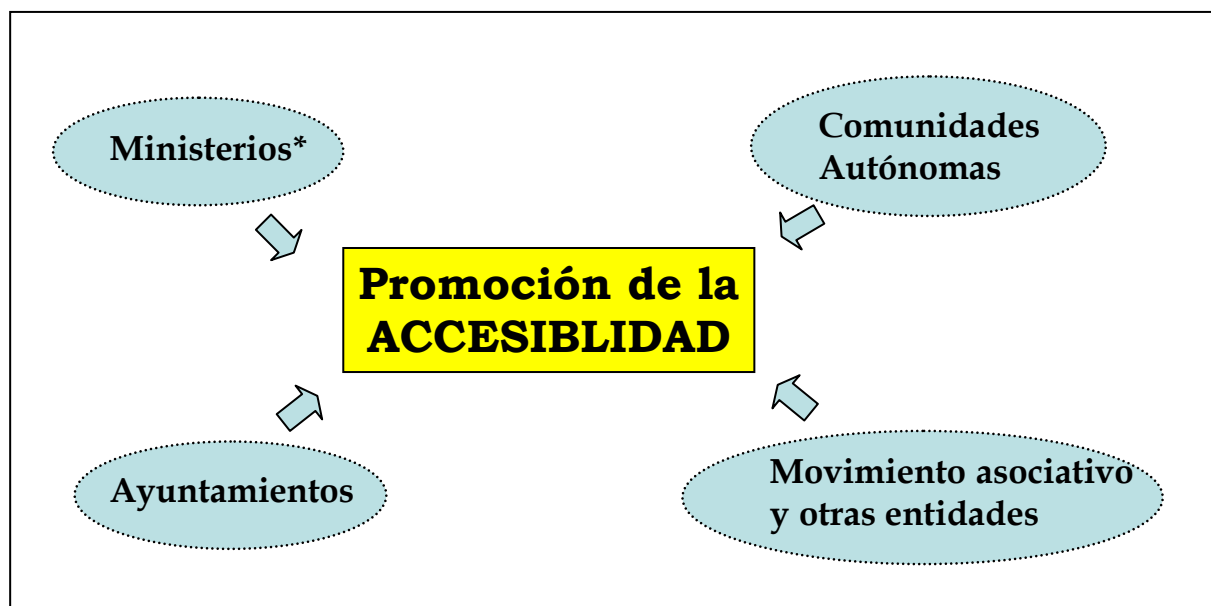 Ministerios*
Comunidades
Autónomas
Promoción de la
ACCESIBLIDAD
Ayuntamientos
Movimiento asociativo
y otras entidades